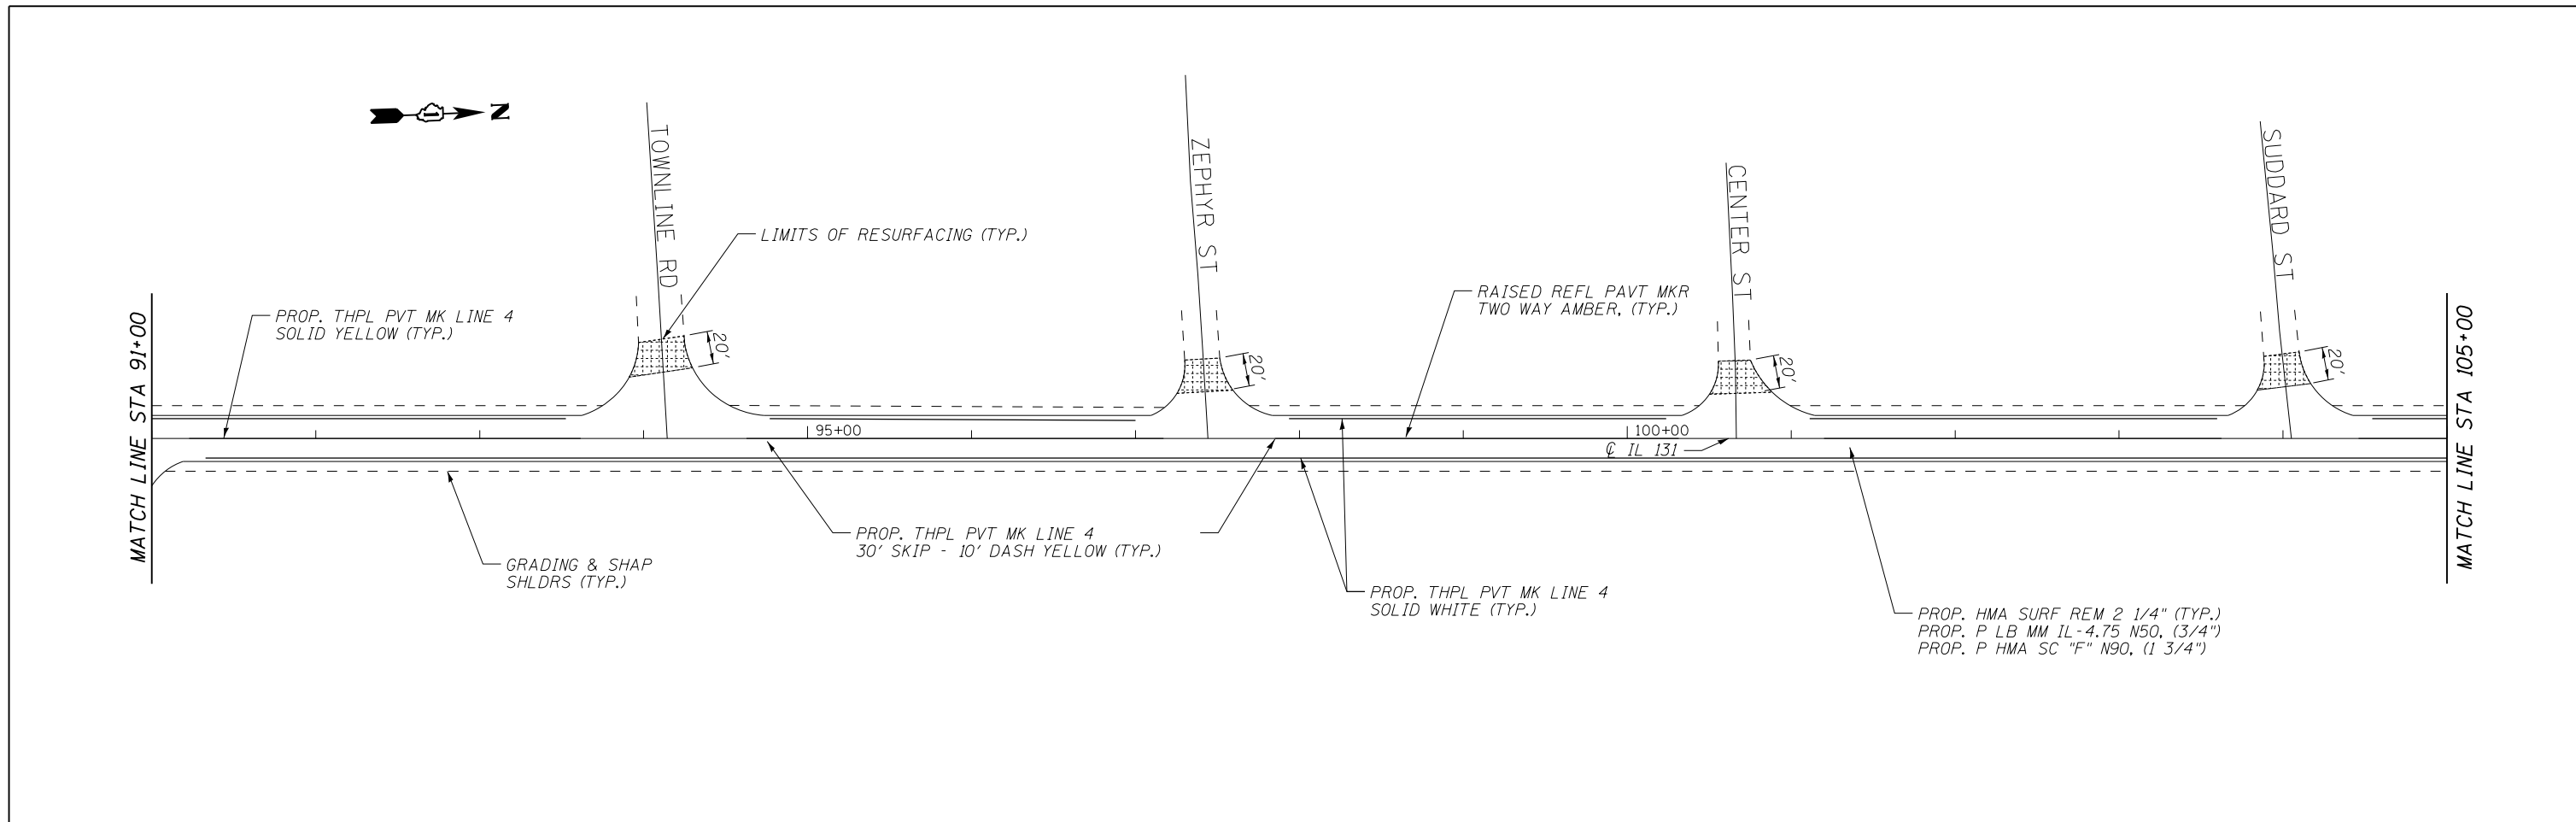 N
TOWNLINE RD
ZEPHYR ST
CENTER ST
SUDDARD ST
LIMITS OF RESURFACING (TYP.)
RAISED REFL PAVT MKR
TWO WAY AMBER, (TYP.)
PROP. THPL PVT MK LINE 4
SOLID YELLOW (TYP.)
20'
20'
20'
20'
MATCH LINE STA 91+00
MATCH LINE STA 105+00
95+00
100+00
℄ IL 131
PROP. THPL PVT MK LINE 4
30' SKIP - 10' DASH YELLOW (TYP.)
GRADING & SHAP
SHLDRS (TYP.)
PROP. THPL PVT MK LINE 4
SOLID WHITE (TYP.)
PROP. HMA SURF REM 2 1/4" (TYP.)
PROP. P LB MM IL-4.75 N50, (3/4")
PROP. P HMA SC "F" N90, (1 3/4")